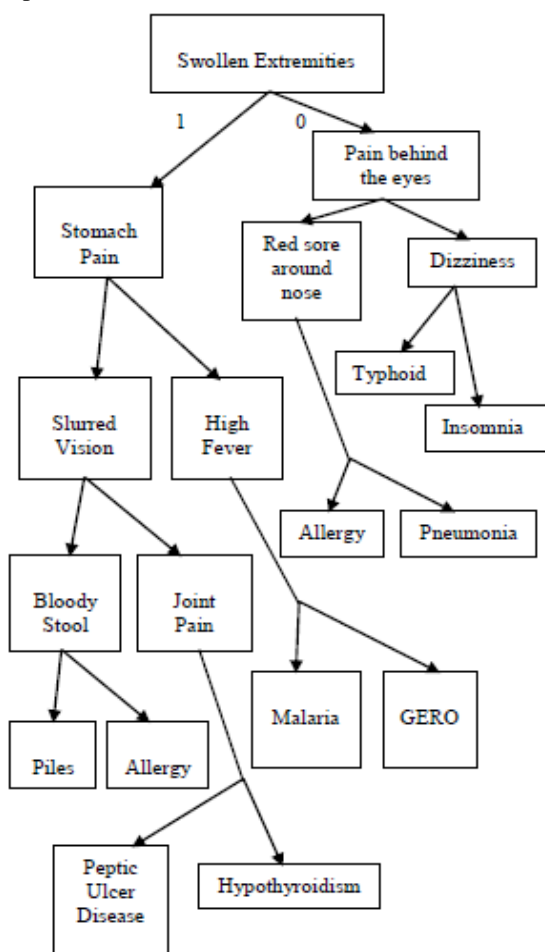 Swollen Extremities
1
0
Pain behind
the eyes
Stomach
Pain
Red sore
around
nose
Dizziness
Typhoid
Slurred
Vision
High
Fever
Insomnia
Allergy
Pneumonia
Bloody
Stool
Joint
Pain
Malaria
GERO
Piles
Allergy
Peptic
Ulcer
Disease
Hypothyroidism